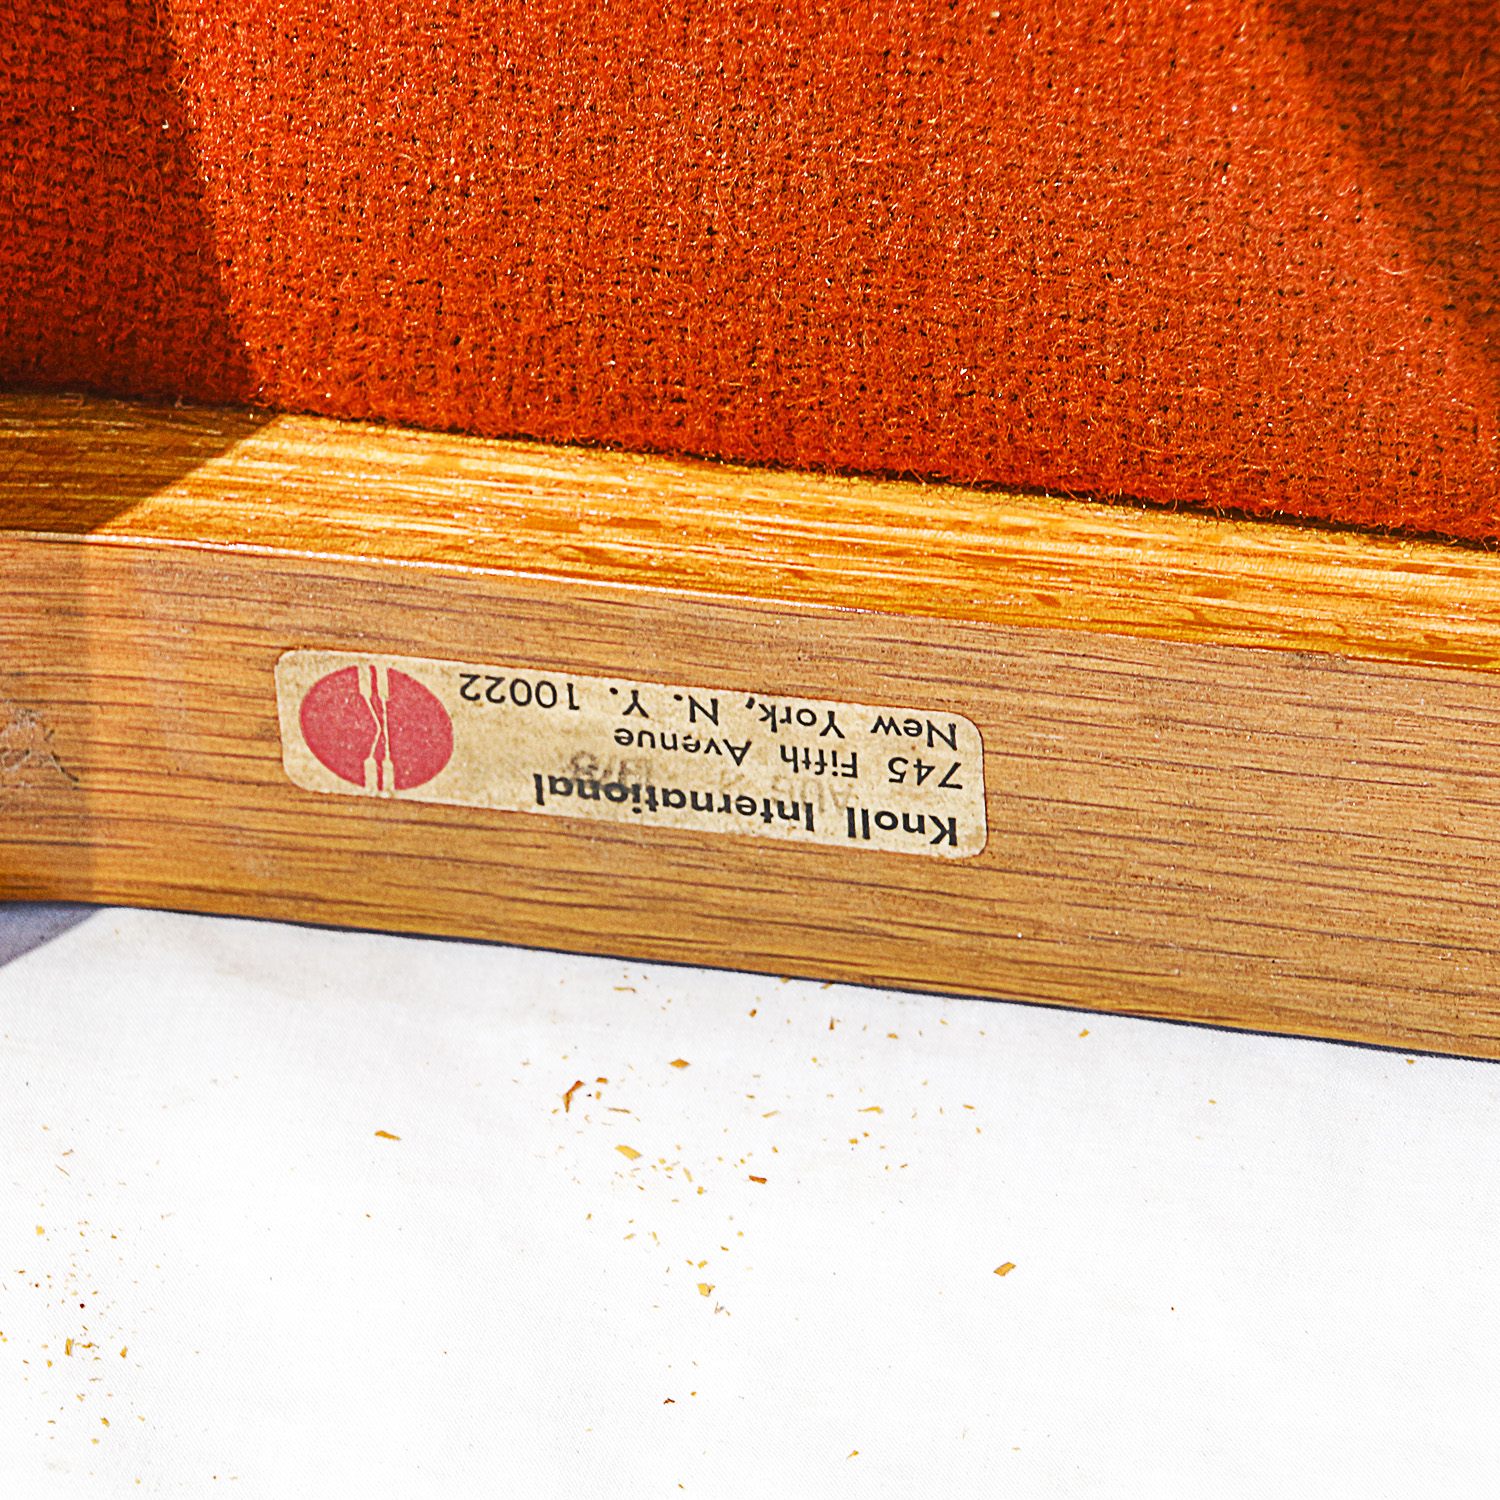 Knoll International
745 Fifth Avenue
New York, N. Y. 10022